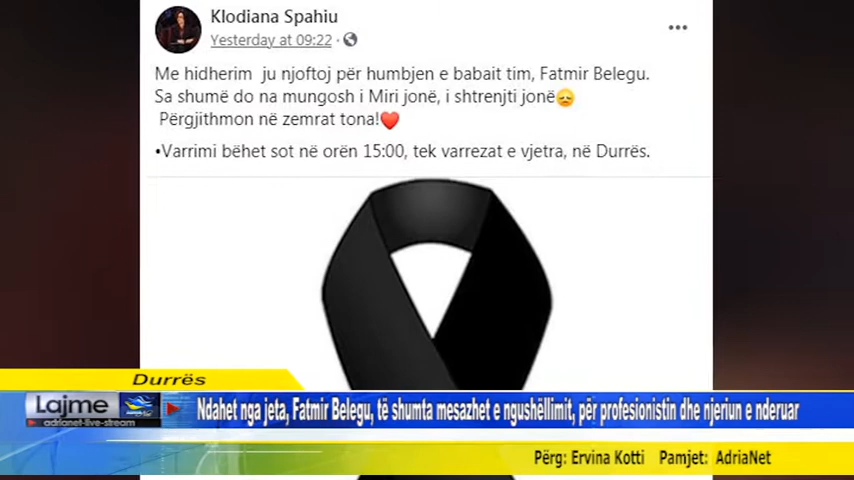 Klodiana Spahiu
Yesterday at 09:22 ·
Me hidherim ju njoftoj për humbjen e babait tim, Fatmir Belegu.
Sa shumë do na mungosh i Miri jonë, i shtrenjti jonë😞
Përgjithmon në zemrat tona!❤️
•Varrimi bëhet sot në orën 15:00, tek varrezat e vjetra, në Durrës.
Durrës
Lajme
Ndahet nga jeta, Fatmir Belegu, të shumta mesazhet e ngushëllimit, për profesionistin dhe njeriun e nderuar
adrianet-live-stream
Përg: Ervina Kotti Pamjet: AdriaNet